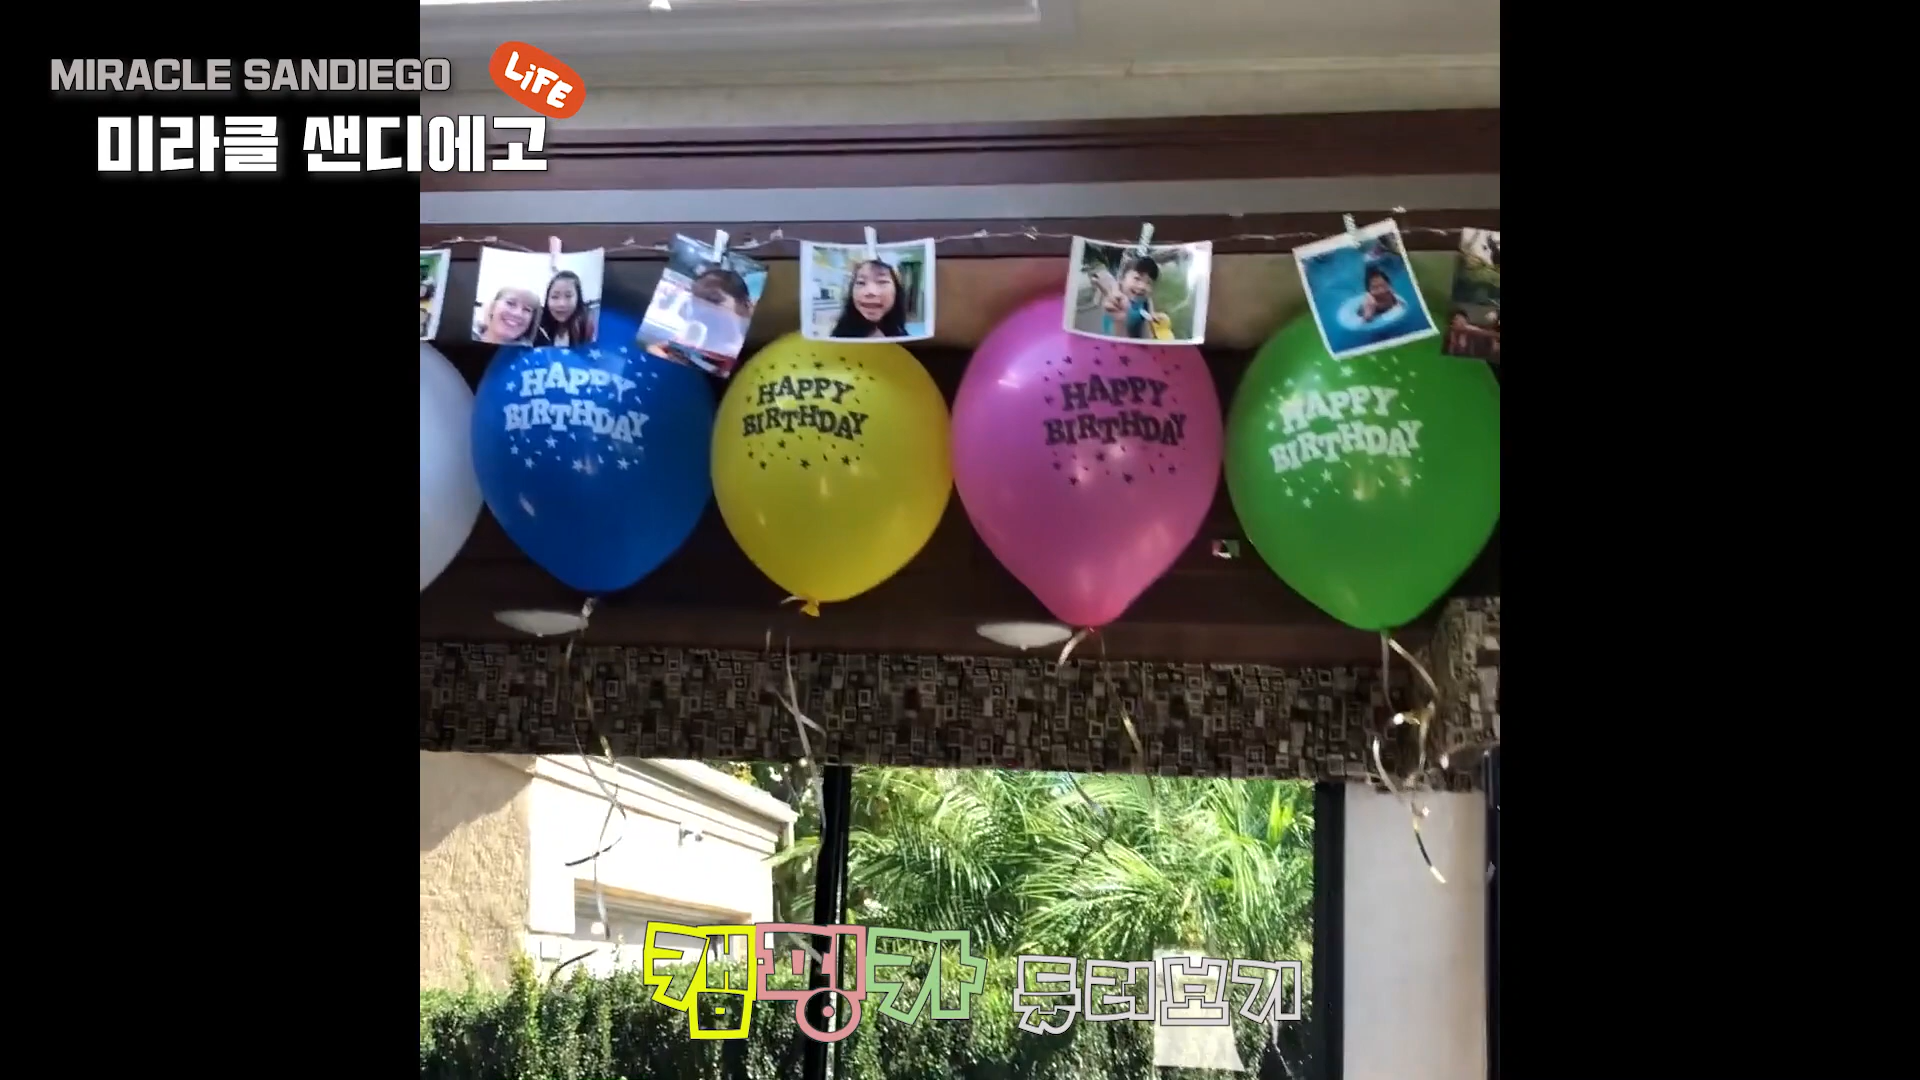 MIRACLE SANDIEGO
LiFE
미라클 샌디에고
HAPPY
BIRTHDAY
HAPPY
BIRTHDAY
HAPPY
BIRTHDAY
HAPPY
BIRTHDAY
캠핑카 둘러보기